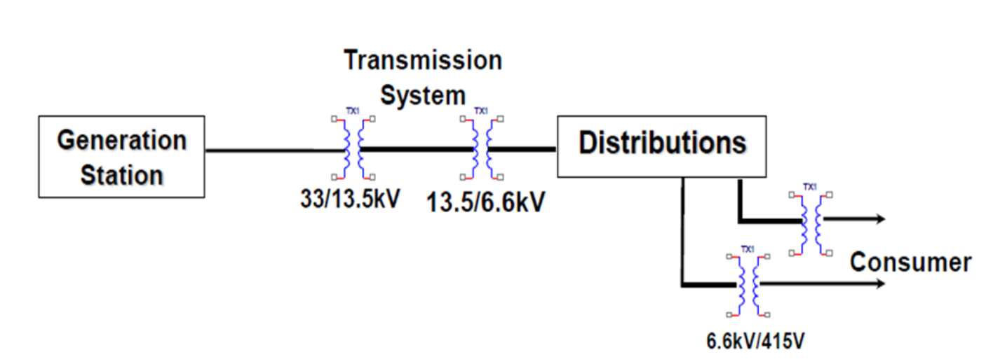 Transmission
System
TX1
TX1
Generation
Station
Distributions
33/13.5kV
13.5/6.6kV
TX1
TX1
Consumer
6.6kV/415V